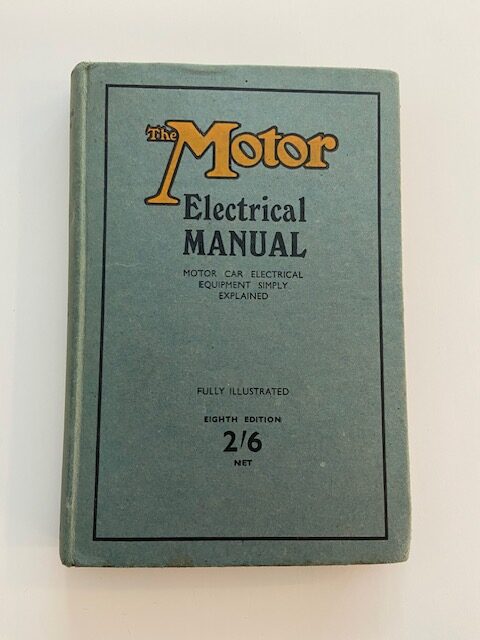 The Motor
Electrical
MANUAL
MOTOR CAR ELECTRICAL
EQUIPMENT SIMPLY
EXPLAINED
FULLY ILLUSTRATED
EIGHTH EDITION
2/6
NET